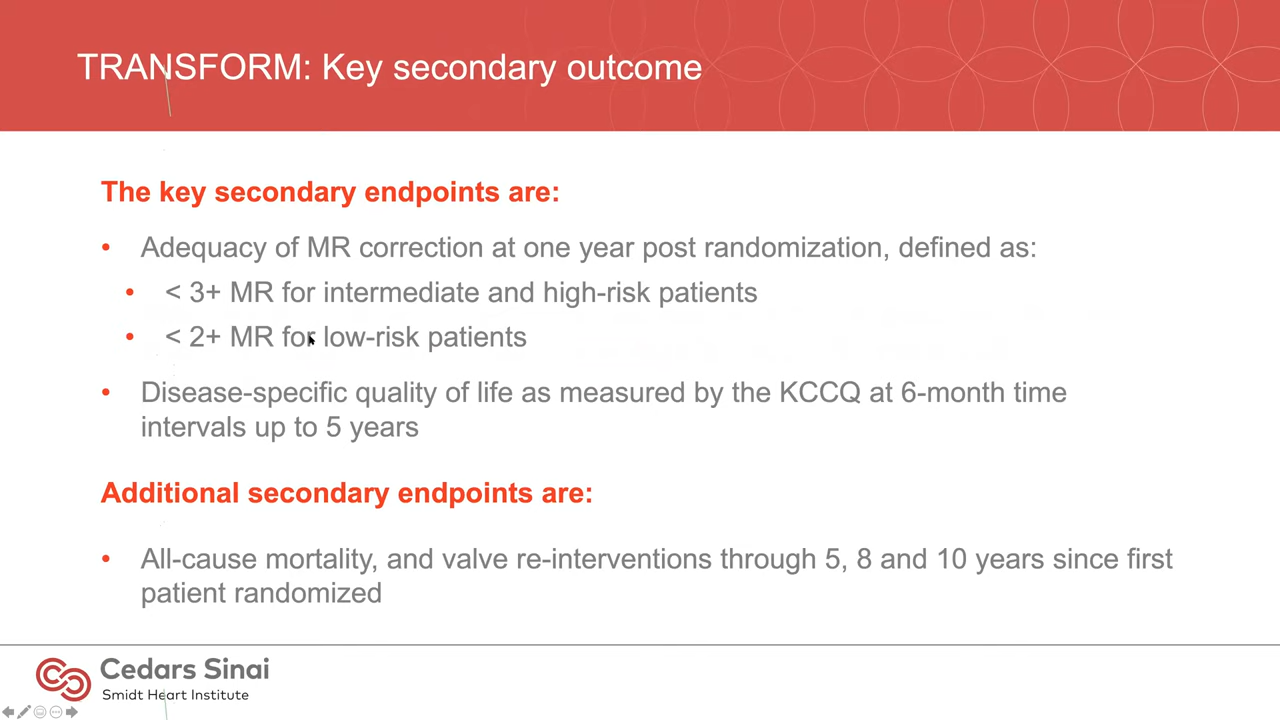 TRANSFORM: Key secondary outcome
The key secondary endpoints are:
• Adequacy of MR correction at one year post randomization, defined as:
• < 3+ MR for intermediate and high-risk patients
• < 2+ MR for low-risk patients
• Disease-specific quality of life as measured by the KCCQ at 6-month time
intervals up to 5 years
Additional secondary endpoints are:
• All-cause mortality, and valve re-interventions through 5, 8 and 10 years since first
patient randomized
Cedars Sinai
Smidt Heart Institute